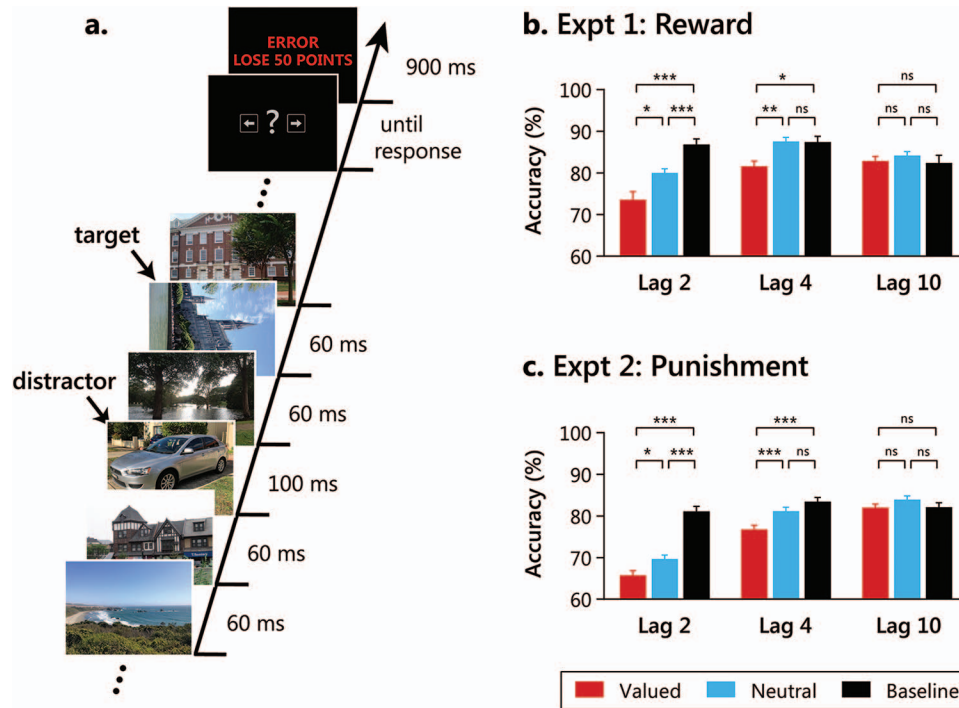 a.
ERROR
LOSE 50 POINTS
900 ms
← ? →
until
response
target
60 ms
distractor
60 ms
100 ms
60 ms
60 ms
b. Expt 1: Reward
Accuracy (%)
100
90
80
70
60
*** * ns
* *** ** ns ns ns
Lag 2 Lag 4 Lag 10
c. Expt 2: Punishment
Accuracy (%)
100
90
80
70
60
*** *** ns
* *** *** ns ns ns
Lag 2 Lag 4 Lag 10
Valued Neutral Baseline